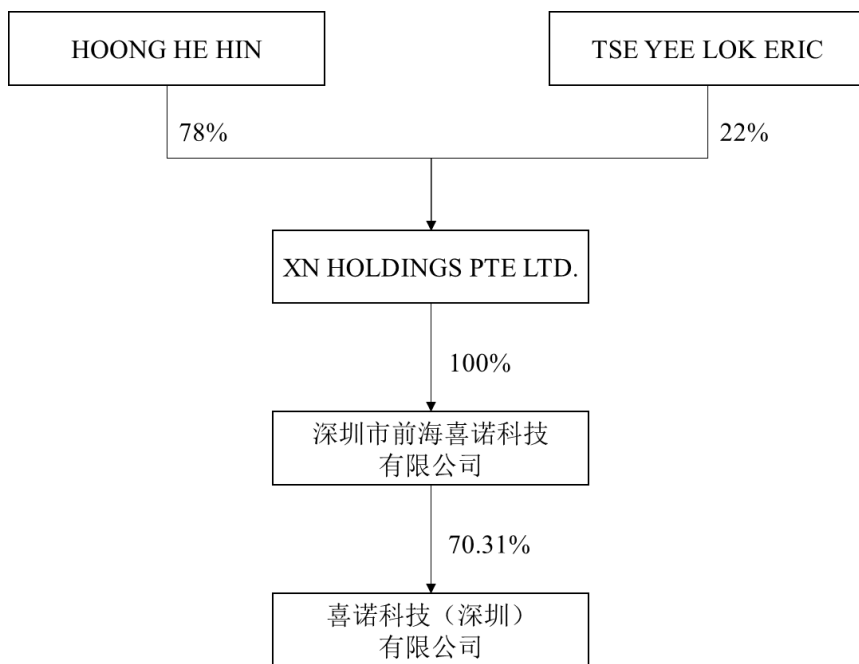 HOONG HE HIN
TSE YEE LOK ERIC
78%
22%
XN HOLDINGS PTE LTD.
100%
深圳市前海喜诺科技
有限公司
70.31%
喜诺科技（深圳）
有限公司